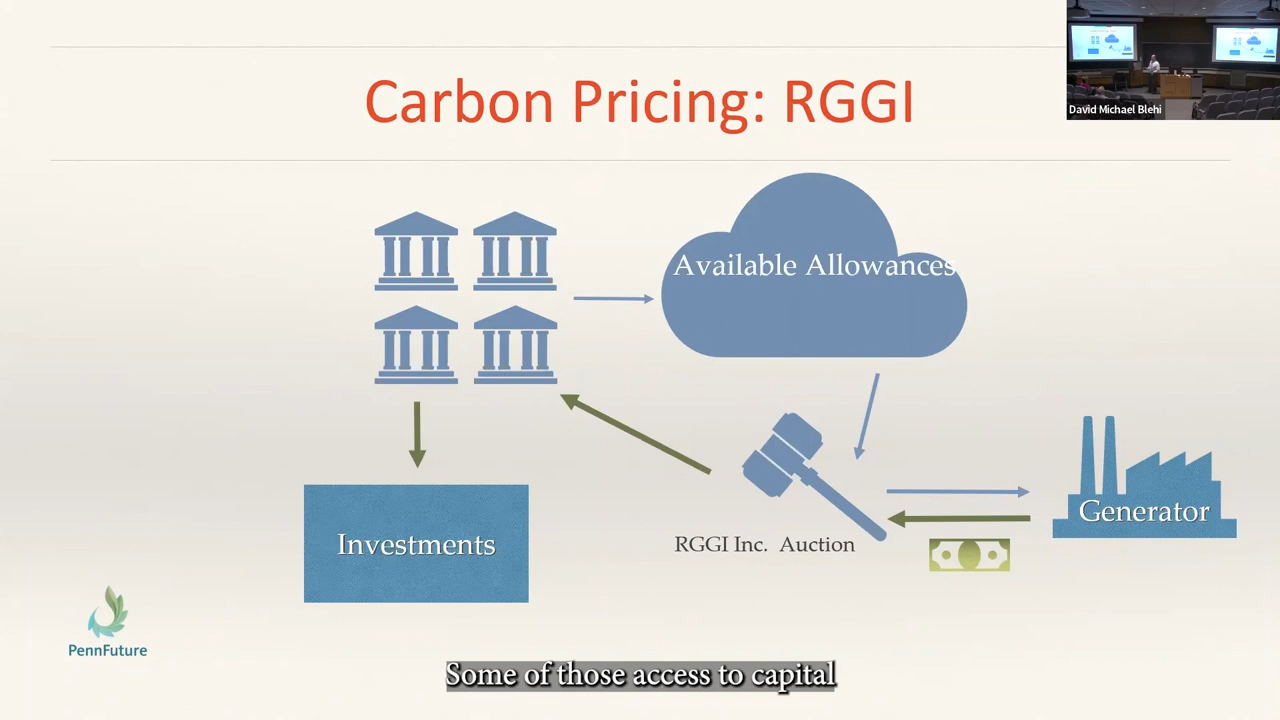 Carbon Pricing: RGGI
David Michael Blehi
Available Allowances
Generator
Investments
RGGI Inc. Auction
PennFuture
Some of those access to capital